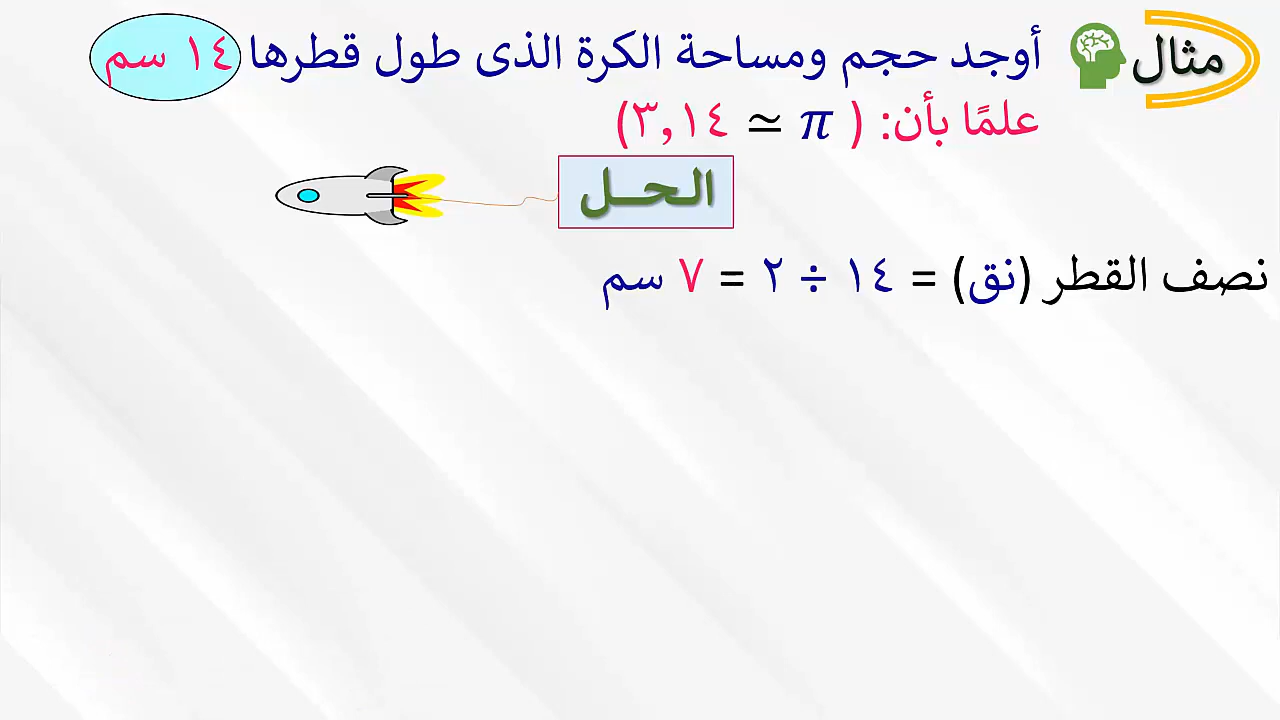 مثال
أوجد حجم ومساحة الكرة الذى طول قطرها ١٤ سم
علمًا بأن: ( π ≃ ٣,١٤)
الحــل
نصف القطر (نق) = ١٤ ÷ ٢ = ٧ سم